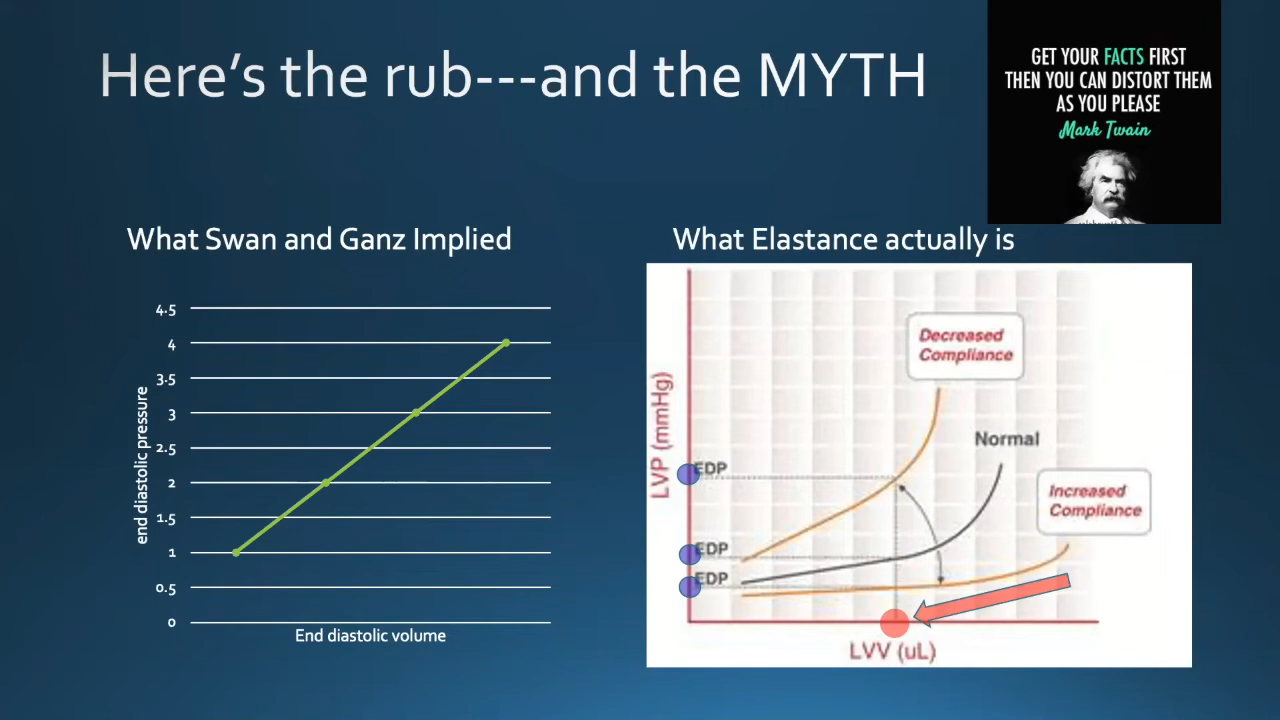 Here's the rub---and the MYTH
GET YOUR FACTS FIRST
THEN YOU CAN DISTORT THEM
AS YOU PLEASE
Mark Twain
What Swan and Ganz Implied
4.5
4
3.5
3
2.5
2
1.5
1
0.5
0
end diastolic pressure
End diastolic volume
What Elastance actually is
LVP (mmHg)
Decreased
Compliance
Normal
Increased
Compliance
EDP
EDP
EDP
LVV (uL)